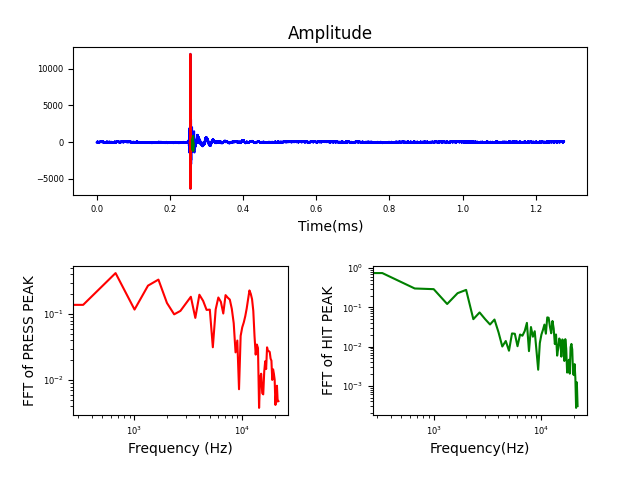 Amplitude
10000
5000
0
−5000
0.0 0.2 0.4 0.6 0.8 1.0 1.2
Time(ms)
FFT of PRESS PEAK
10⁻¹
10⁻²
10³ 10⁴
Frequency (Hz)
FFT of HIT PEAK
10⁰
10⁻¹
10⁻²
10⁻³
10³ 10⁴
Frequency(Hz)